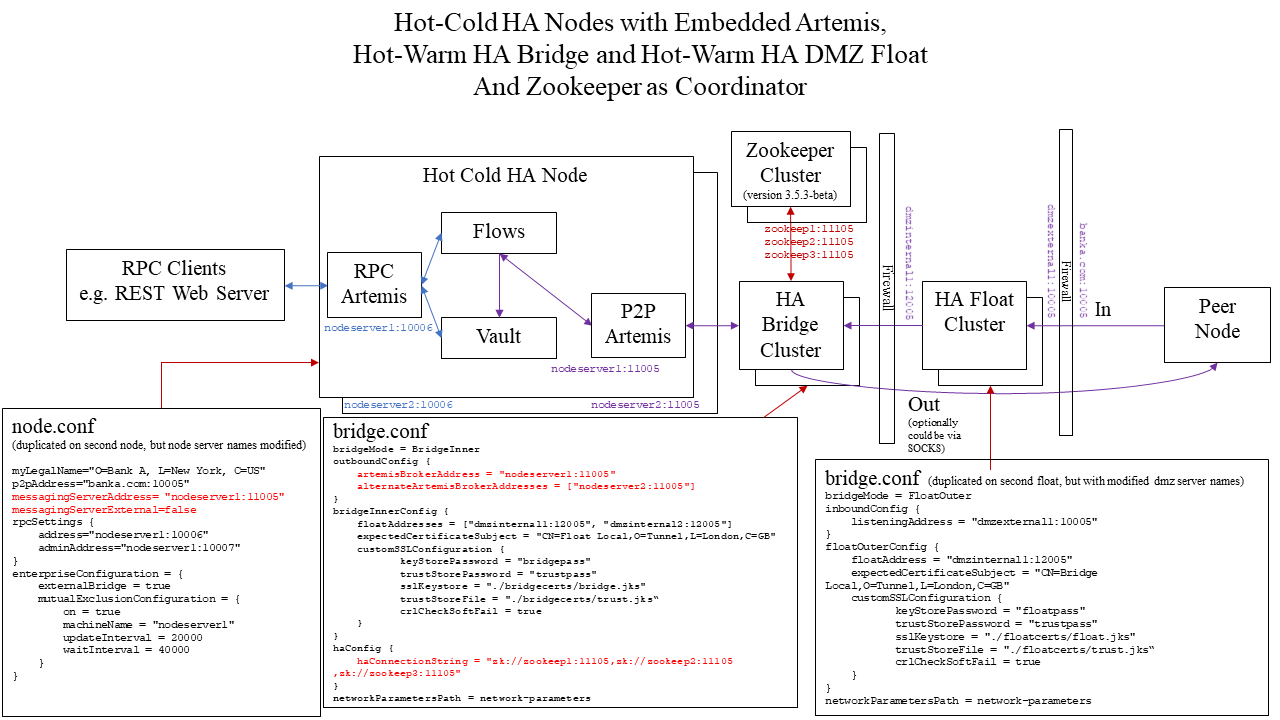 Hot-Cold HA Nodes with Embedded Artemis,
Hot-Warm HA Bridge and Hot-Warm HA DMZ Float
And Zookeeper as Coordinator
Hot Cold HA Node
Zookeeper
Cluster
(version 3.5.3-beta)
zookeep1:11105
zookeep2:11105
zookeep3:11105
RPC Clients
e.g. REST Web Server
RPC
Artemis
nodeserver1:10006
Flows
Vault
P2P
Artemis
nodeserver1:11005
nodeserver2:10006
nodeserver2:11005
HA
Bridge
Cluster
Firewall
dmzinternal1:12005
HA Float
Cluster
dmzexternal1:10005
Firewall
banka.com:10005
In
Peer
Node
Out
(optionally
could be via
SOCKS)
node.conf
(duplicated on second node, but node server names modified)
myLegalName="O=Bank A, L=New York, C=US"
p2pAddress="banka.com:10005"
messagingServerAddress= "nodeserver1:11005"
messagingServerExternal=false
rpcSettings {
address="nodeserver1:10006"
adminAddress="nodeserver1:10007"
}
enterpriseConfiguration = {
externalBridge = true
mutualExclusionConfiguration = {
on = true
machineName = "nodeserver1"
updateInterval = 20000
waitInterval = 40000
}
}
bridge.conf
bridgeMode = BridgeInner
outboundConfig {
artemisBrokerAddress = "nodeserver1:11005"
alternateArtemisBrokerAddresses = ["nodeserver2:11005"]
}
bridgeInnerConfig {
floatAddresses = ["dmzinternal1:12005", "dmzinternal2:12005"]
expectedCertificateSubject = "CN=Float Local,O=Tunnel,L=London,C=GB"
customSSLConfiguration {
keyStorePassword = "bridgepass"
trustStorePassword = "trustpass"
sslKeystore = "./bridgecerts/bridge.jks"
trustStoreFile = "./bridgecerts/trust.jks“
crlCheckSoftFail = true
}
}
haConfig {
haConnectionString = "zk://zookeep1:11105,zk://zookeep2:11105
,zk://zookeep3:11105"
}
networkParametersPath = network-parameters
bridge.conf (duplicated on second float, but with modified dmz server names)
bridgeMode = FloatOuter
inboundConfig {
listeningAddress = "dmzexternal1:10005"
}
floatOuterConfig {
floatAddress = "dmzinternal1:12005"
expectedCertificateSubject = "CN=Bridge
Local,O=Tunnel,L=London,C=GB"
customSSLConfiguration {
keyStorePassword = "floatpass"
trustStorePassword = "trustpass"
sslKeystore = "./floatcerts/float.jks"
trustStoreFile = "./floatcerts/trust.jks“
crlCheckSoftFail = true
}
}
networkParametersPath = network-parameters